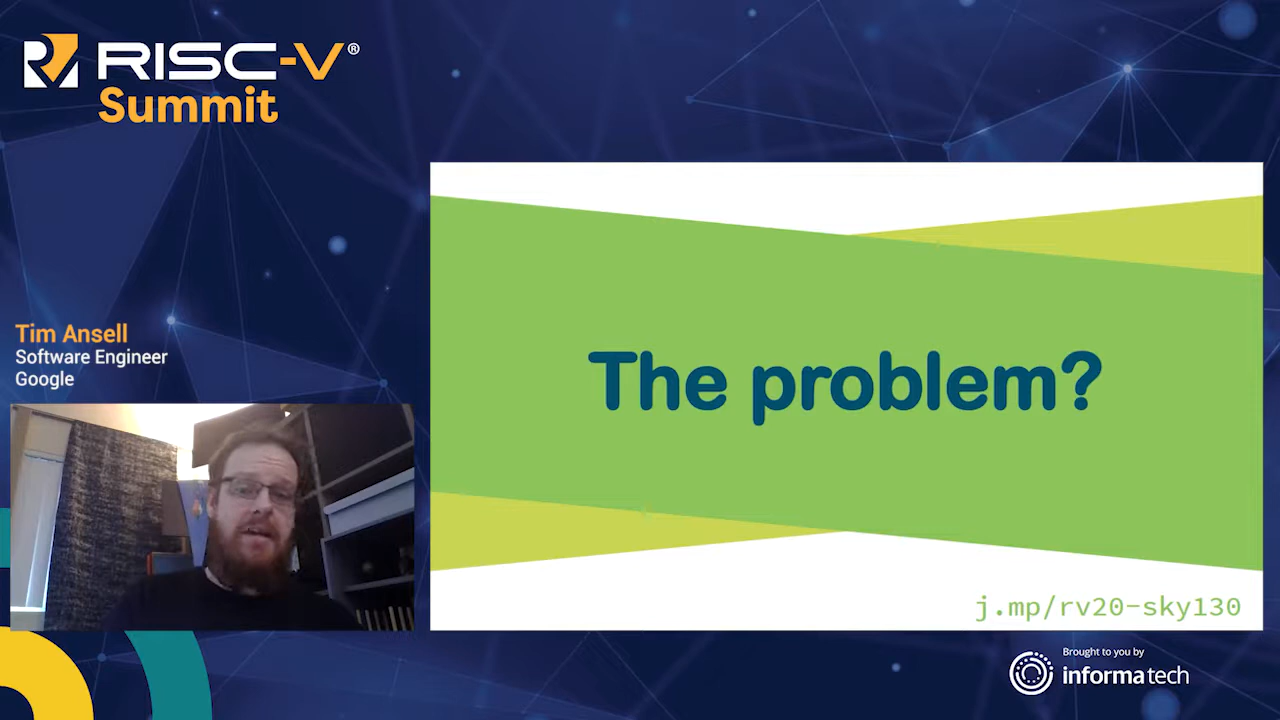 RISC-V®
Summit
Tim Ansell
Software Engineer
Google
The problem?
j.mp/rv20-sky130
Brought to you by
informa tech